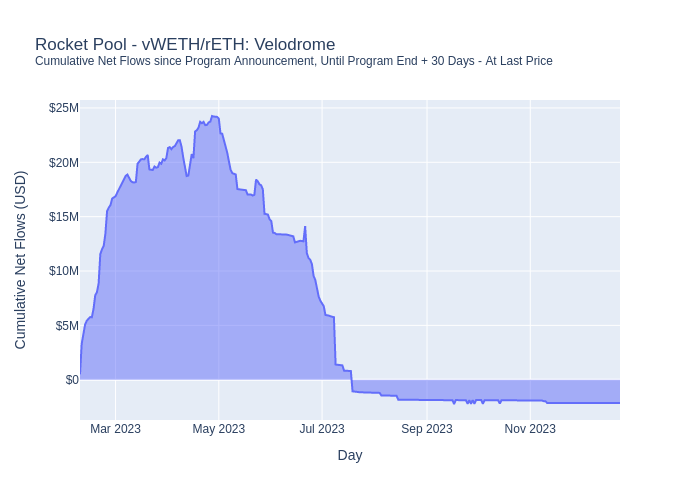 Rocket Pool - vWETH/rETH: Velodrome
Cumulative Net Flows since Program Announcement, Until Program End + 30 Days - At Last Price
Cumulative Net Flows (USD)
$25M
$20M
$15M
$10M
$5M
$0
Mar 2023 May 2023 Jul 2023 Sep 2023 Nov 2023
Day